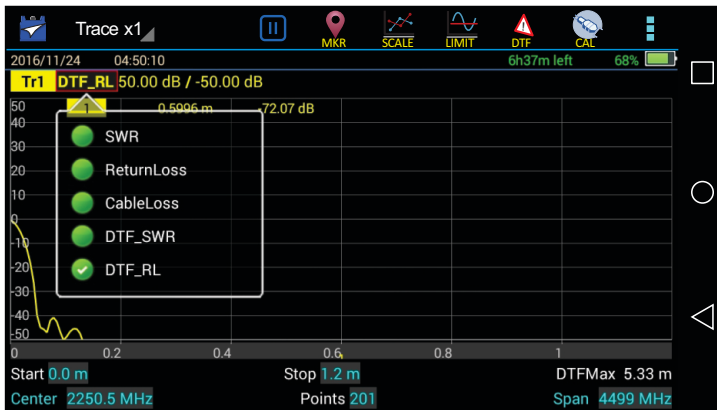 Trace x1
MKR SCALE LIMIT DTF CAL
2016/11/24 04:50:10 6h37m left 68%
Tr1 DTF_RL 50.00 dB / -50.00 dB
50 1 0.5996 m -72.07 dB
40
SWR
30
20 ReturnLoss
10 CableLoss
0
DTF_SWR
-10
-20 DTF_RL
-30
-40
-50
0 0.2 0.4 0.6 0.8 1
Start 0.0 m Stop 1.2 m DTFMax 5.33 m
Center 2250.5 MHz Points 201 Span 4499 MHz